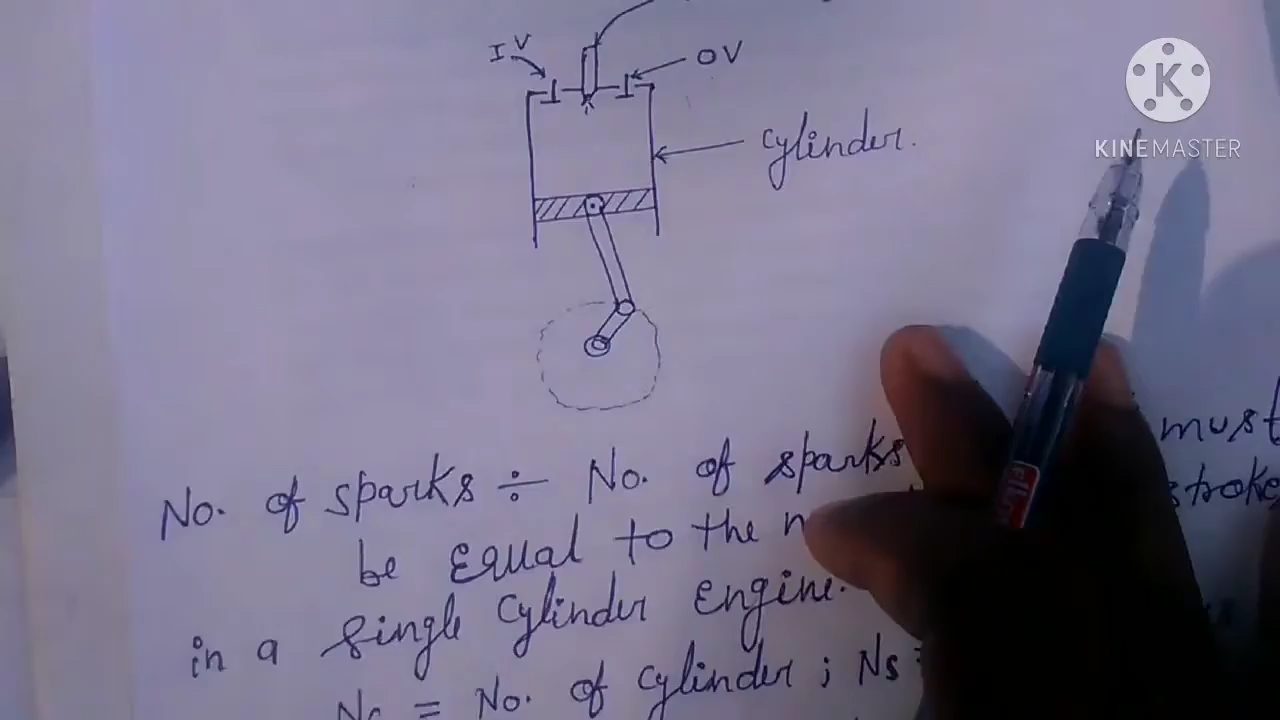 IV
OV
K
KINEMASTER
cylinder.
No. of sparks ÷ No. of sparks must
be Equal to the stroke
in a single cylinder Engine.
= No. of cylinder ; Ns